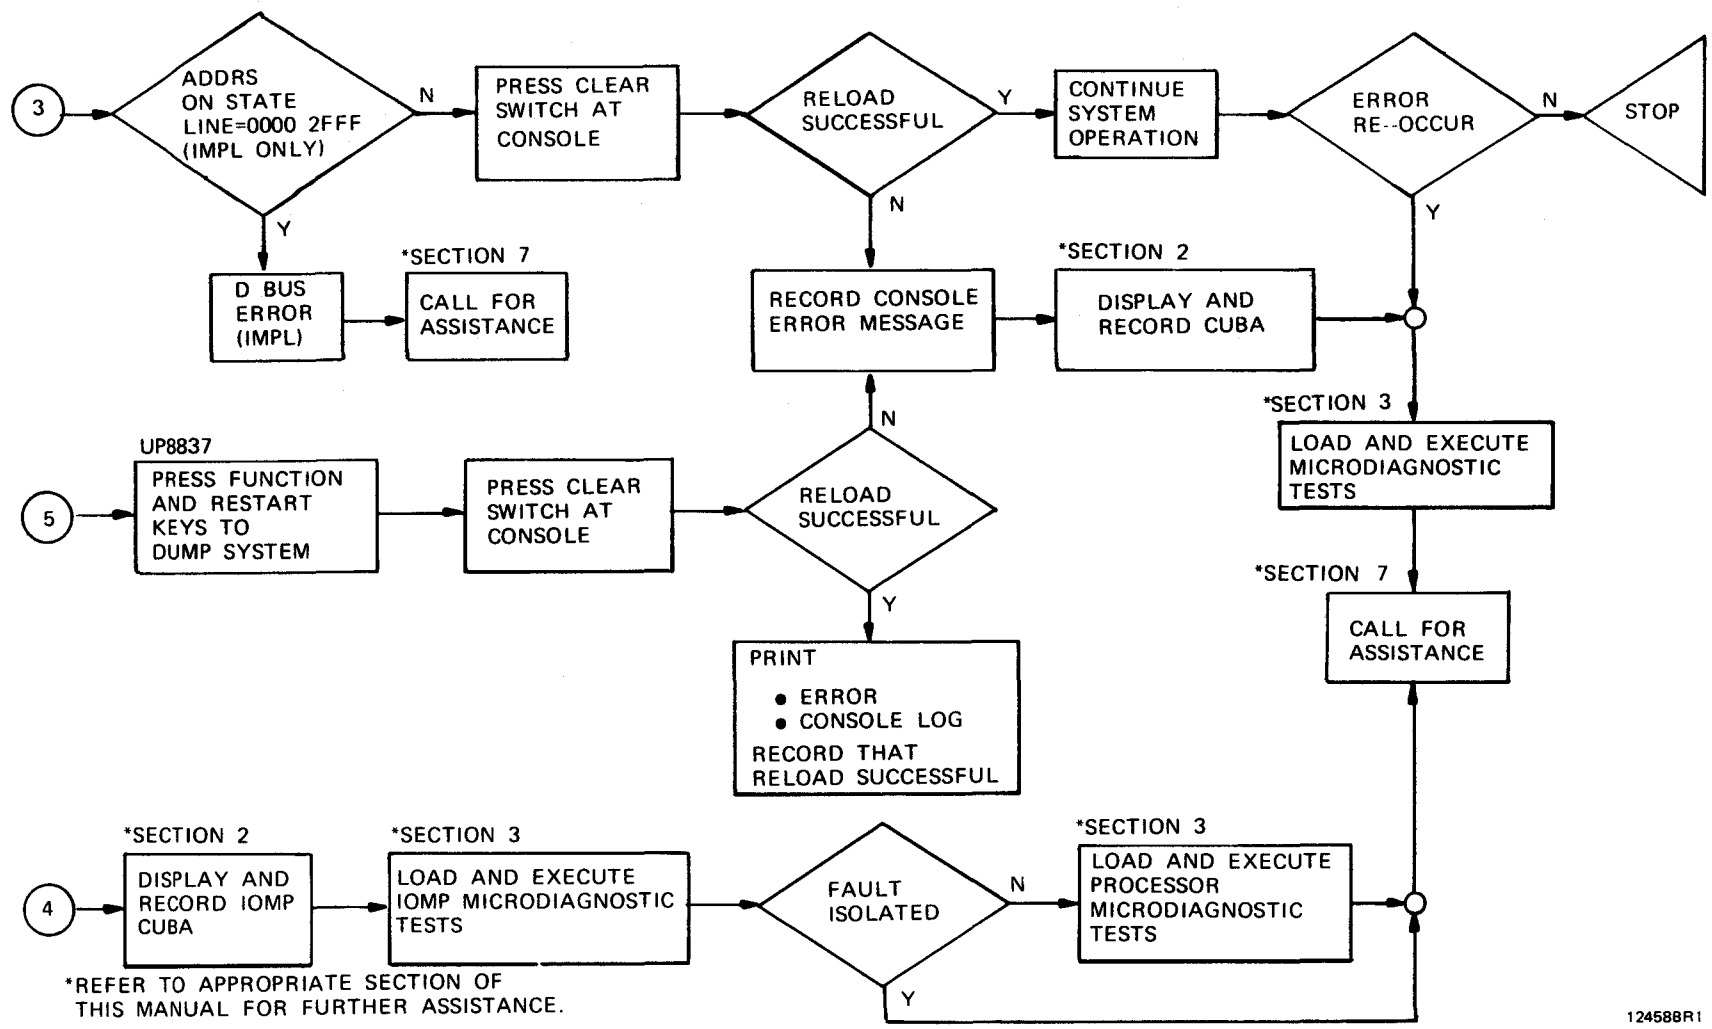 3
ADDRS
ON STATE
LINE=0000 2FFF
(IMPL ONLY)
N
Y
PRESS CLEAR
SWITCH AT
CONSOLE
RELOAD
SUCCESSFUL
Y
N
CONTINUE
SYSTEM
OPERATION
ERROR
RE--OCCUR
N
Y
STOP
D BUS
ERROR
(IMPL)
*SECTION 7
CALL FOR
ASSISTANCE
RECORD CONSOLE
ERROR MESSAGE
*SECTION 2
DISPLAY AND
RECORD CUBA
*SECTION 3
LOAD AND EXECUTE
MICRODIAGNOSTIC
TESTS
*SECTION 7
CALL FOR
ASSISTANCE
5
UP8837
PRESS FUNCTION
AND RESTART
KEYS TO
DUMP SYSTEM
PRESS CLEAR
SWITCH AT
CONSOLE
RELOAD
SUCCESSFUL
N
Y
PRINT
• ERROR
• CONSOLE LOG
RECORD THAT
RELOAD SUCCESSFUL
4
*SECTION 2
DISPLAY AND
RECORD IOMP
CUBA
*SECTION 3
LOAD AND EXECUTE
IOMP MICRODIAGNOSTIC
TESTS
FAULT
ISOLATED
N
Y
*SECTION 3
LOAD AND EXECUTE
PROCESSOR
MICRODIAGNOSTIC
TESTS
*REFER TO APPROPRIATE SECTION OF
THIS MANUAL FOR FURTHER ASSISTANCE.
12458BR1